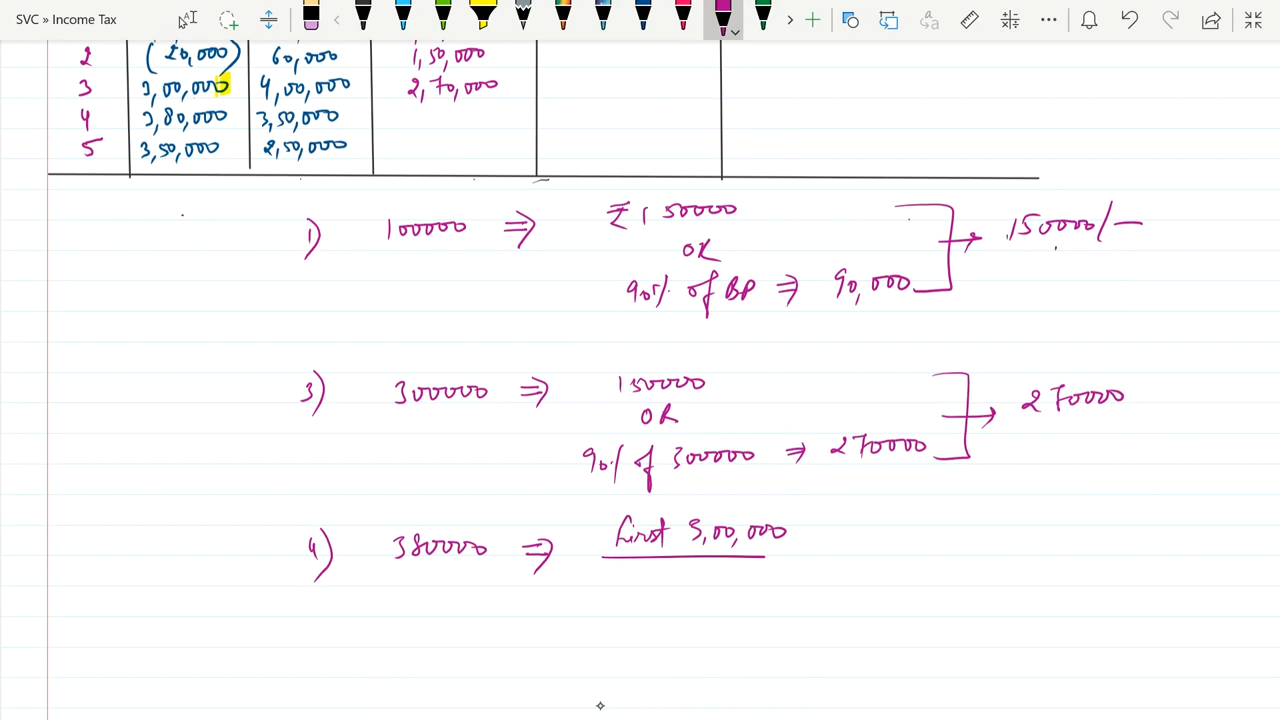 SVC » Income Tax
2 (20,000) 60,000 1,50,000
3 3,00,000 4,00,000 2,70,000
4 3,80,000 3,50,000
5 3,50,000 2,50,000
1) 100000 ⇒ ₹150000
OR
90% of BP ⇒ 90,000 → 150000/-
3) 300000 ⇒ 150000
OR
90% of 300000 ⇒ 270000 → 270000
4) 380000 ⇒ First 3,00,000